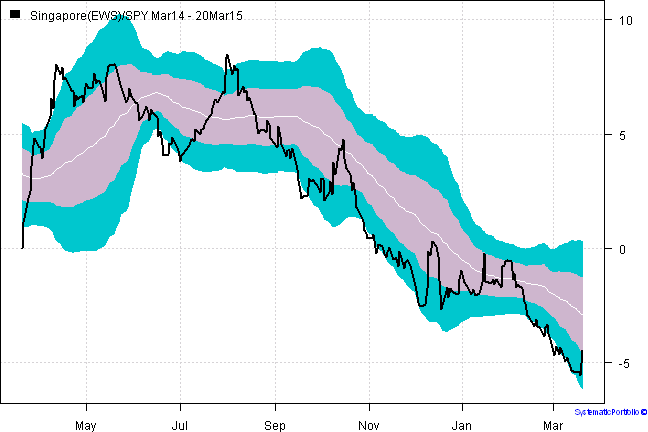 Singapore(EWS)/SPY Mar14 - 20Mar15
10
5
0
-5
May Jul Sep Nov Jan Mar
SystematicPortfolio ©